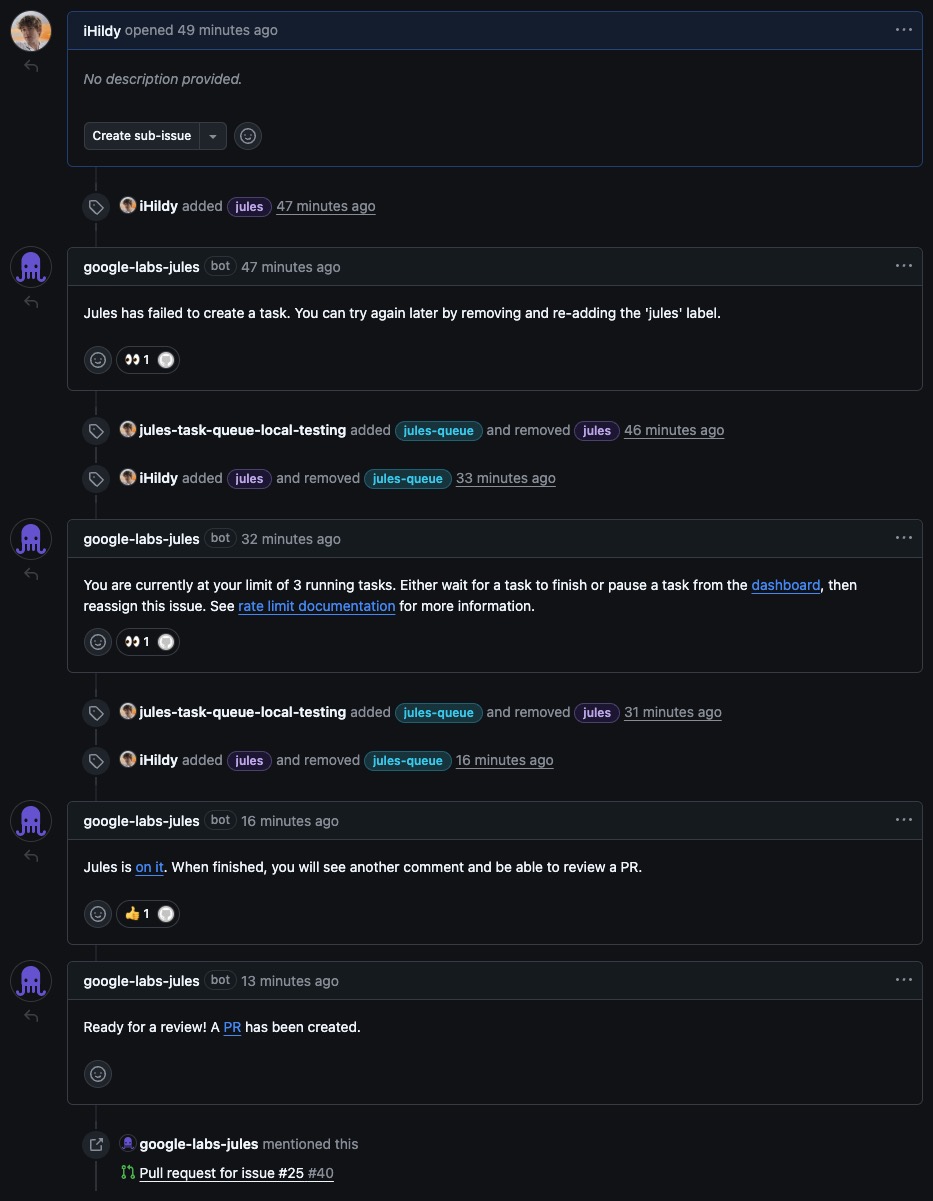 iHildy opened 49 minutes ago
No description provided.
Create sub-issue
iHildy added jules 47 minutes ago
google-labs-jules bot 47 minutes ago
Jules has failed to create a task. You can try again later by removing and re-adding the 'jules' label.
👀 1
jules-task-queue-local-testing added jules-queue and removed jules 46 minutes ago
iHildy added jules and removed jules-queue 33 minutes ago
google-labs-jules bot 32 minutes ago
You are currently at your limit of 3 running tasks. Either wait for a task to finish or pause a task from the dashboard, then
reassign this issue. See rate limit documentation for more information.
👀 1
jules-task-queue-local-testing added jules-queue and removed jules 31 minutes ago
iHildy added jules and removed jules-queue 16 minutes ago
google-labs-jules bot 16 minutes ago
Jules is on it. When finished, you will see another comment and be able to review a PR.
👍 1
google-labs-jules bot 13 minutes ago
Ready for a review! A PR has been created.
google-labs-jules mentioned this
Pull request for issue #25 #40